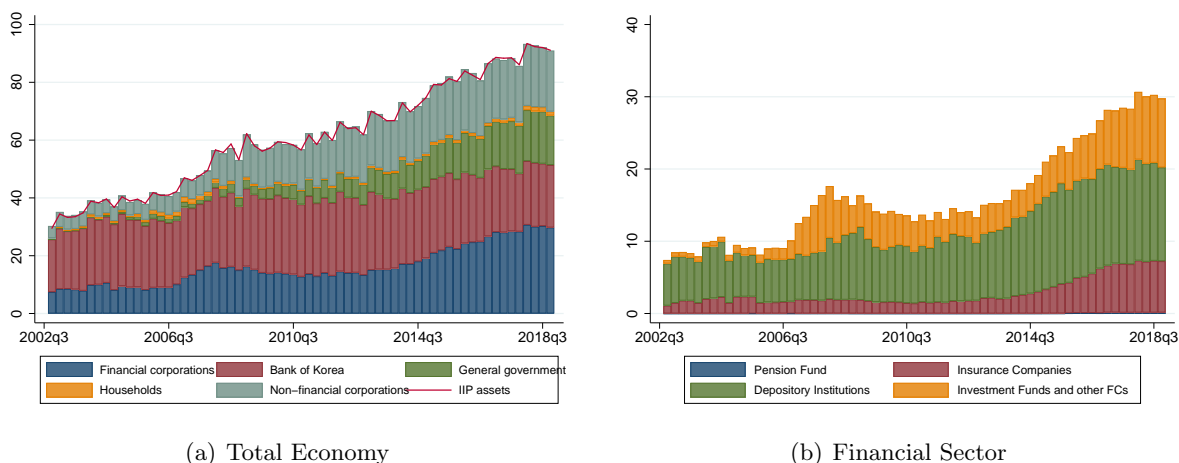 100
80
60
40
20
0
2002q3 2006q3 2010q3 2014q3 2018q3
Financial corporations Bank of Korea General government
Households Non−financial corporations IIP assets
(a) Total Economy
40
30
20
10
0
2002q3 2006q3 2010q3 2014q3 2018q3
Pension Fund Insurance Companies
Depository Institutions Investment Funds and other FCs
(b) Financial Sector